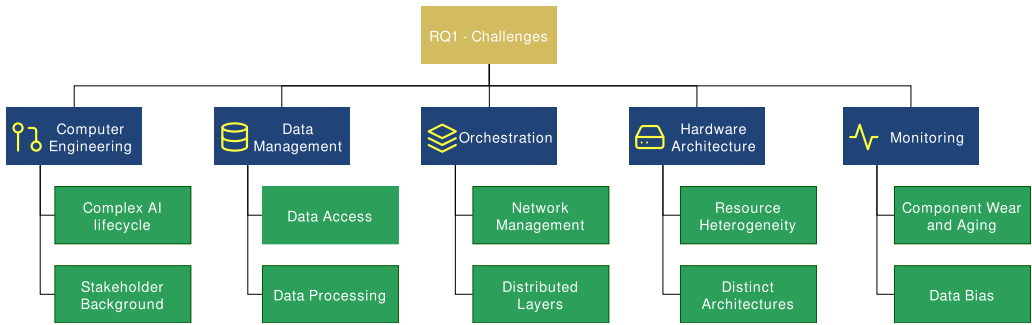 RQ1 - Challenges
Computer
Engineering
Data
Management
Orchestration
Hardware
Architecture
Monitoring
Complex AI
lifecycle
Data Access
Network
Management
Resource
Heterogeneity
Component Wear
and Aging
Stakeholder
Background
Data Processing
Distributed
Layers
Distinct
Architectures
Data Bias